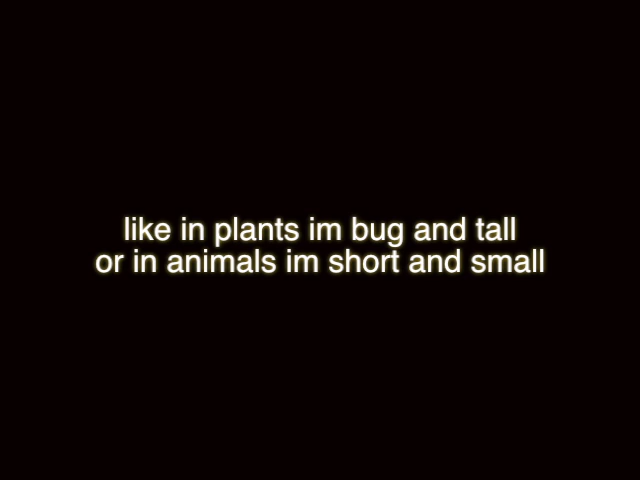 like in plants im bug and tall
or in animals im short and small